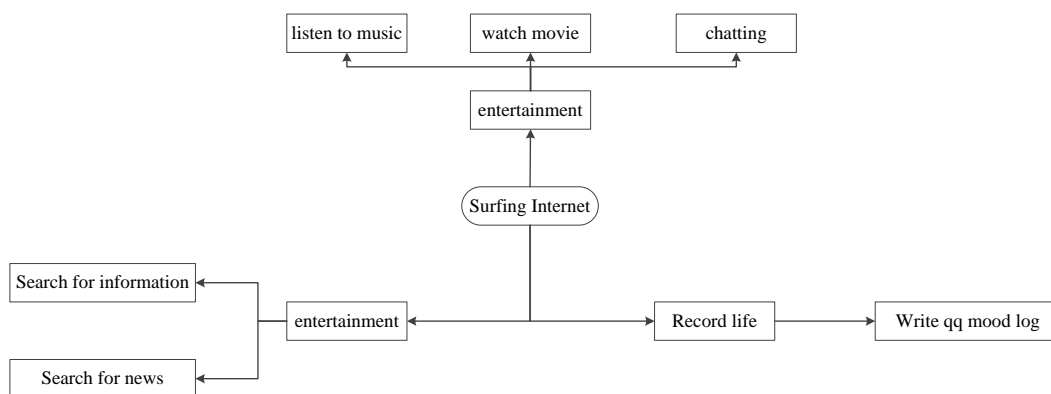 listen to music
watch movie
chatting
entertainment
Surfing Internet
Search for information
entertainment
Record life
Write qq mood log
Search for news